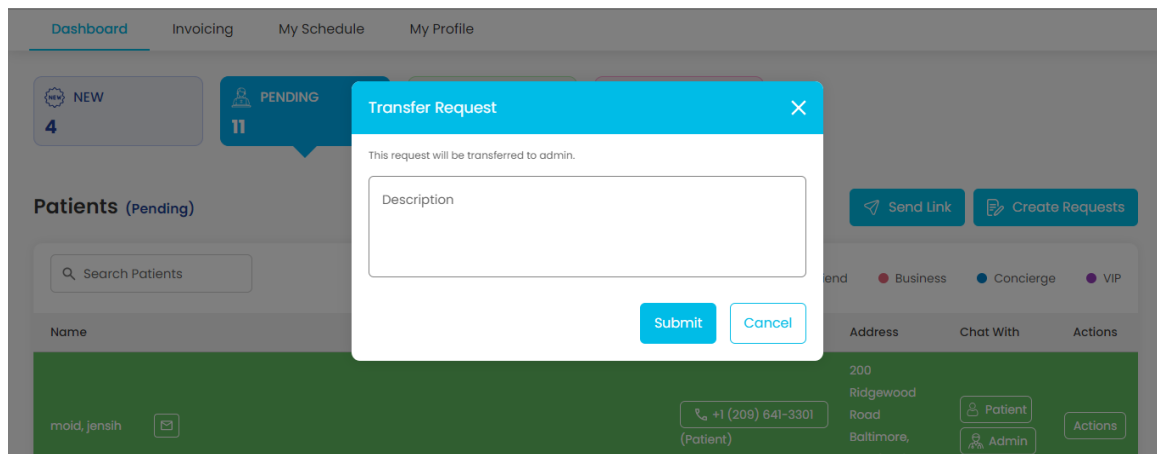 Dashboard Invoicing My Schedule My Profile
NEW
4
PENDING
11
Transfer Request
This request will be transferred to admin.
Description
Submit Cancel
Patients (Pending)
Send Link Create Requests
Search Patients
end Business Concierge VIP
Name Address Chat With Actions
moid, jensih
+1 (209) 641-3301
(Patient)
200
Ridgewood
Road
Baltimore,
Patient
Admin
Actions